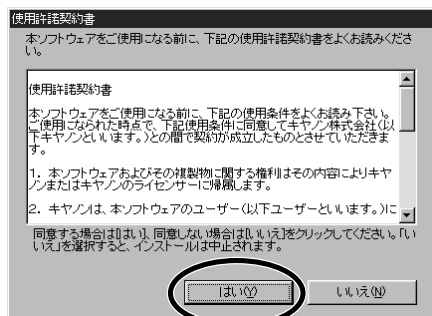 使用許諾契約書
本ソフトウェアをご使用になる前に、下記の使用許諾契約書をよくお読みくださ
い。
使用許諾契約書
本ソフトウェアをご使用になる前に、下記の使用条件をよくお読み下さい。
ご使用になられた時点で、下記使用条件に同意してキヤノン株式会社(以
下キヤノンといいます。)との間で契約が成立したものとさせていただきま
す。
1. 本ソフトウェアおよびその複製物に関する権利はその内容によりキヤ
ノンまたはキヤノンのライセンサーに帰属します。
2. キヤノンは、本ソフトウェアのユーザー(以下ユーザーといいます。)に
同意する場合は[はい]、同意しない場合は[いいえ]をクリックしてください。「い
いえ」を選択すると、インストールは中止されます。
はい(Y)
いいえ(N)